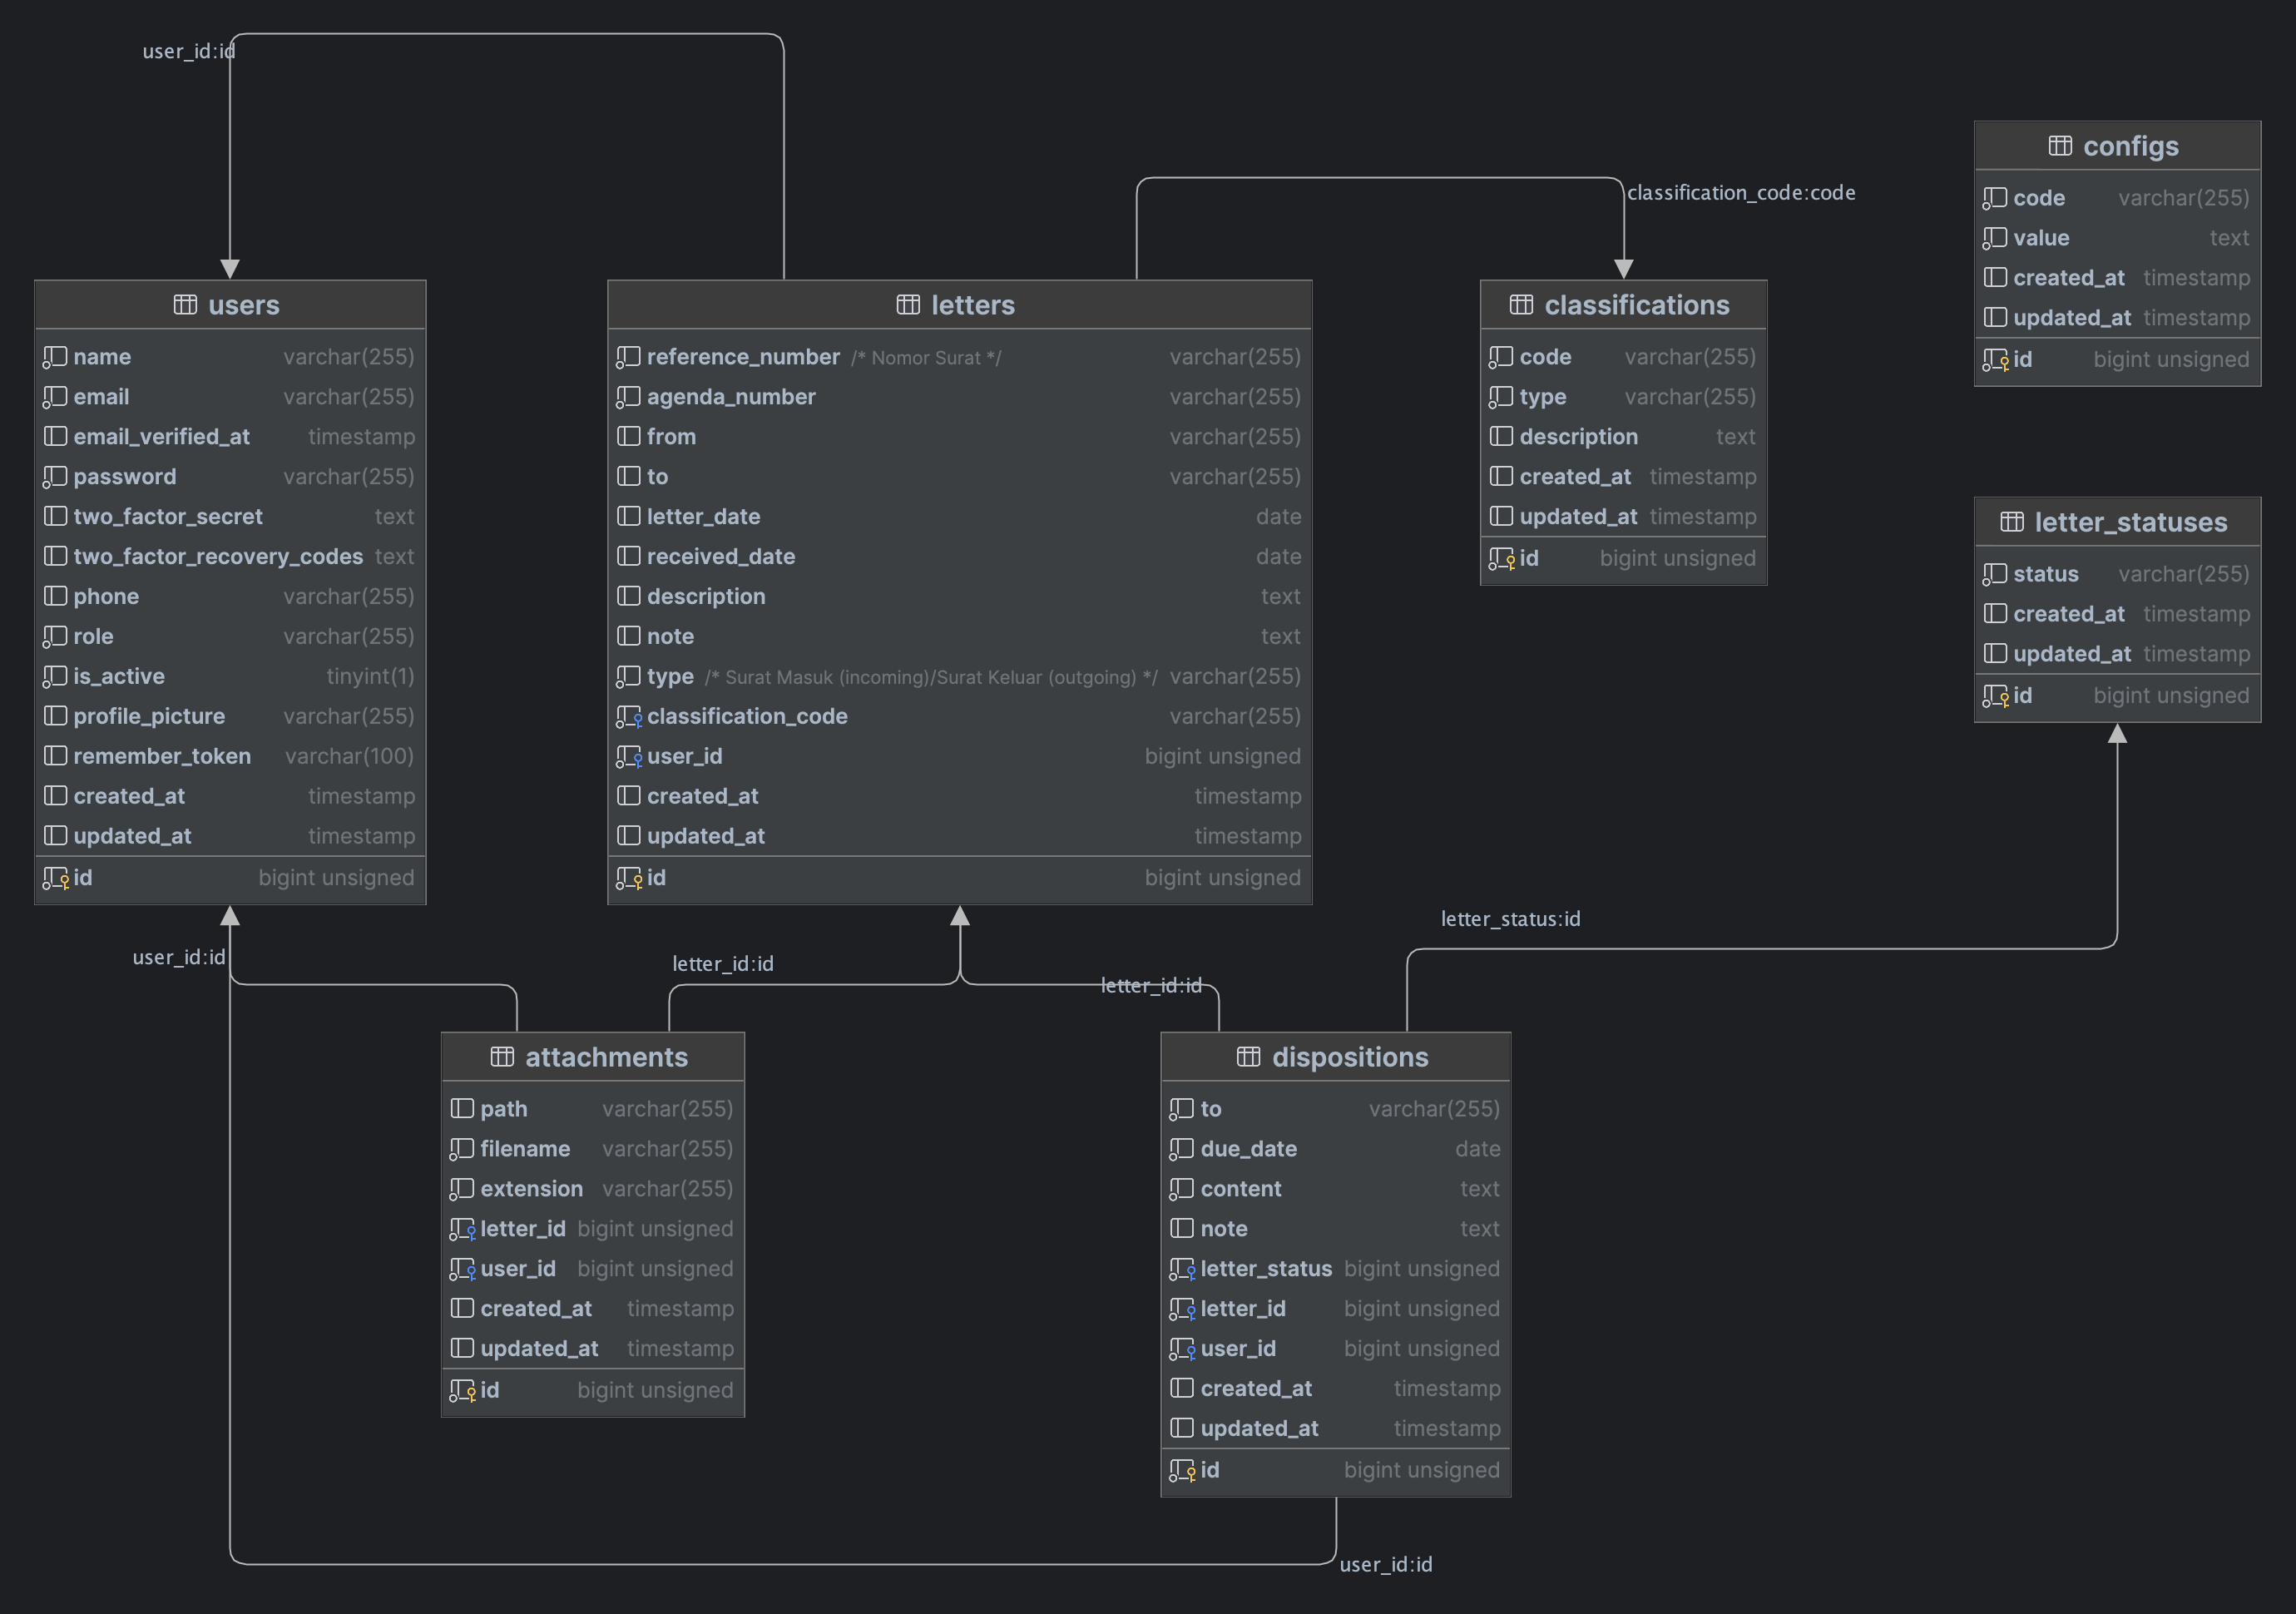 user_id:id
classification_code:code
configs
code varchar(255)
value text
created_at timestamp
updated_at timestamp
id bigint unsigned
users
name varchar(255)
email varchar(255)
email_verified_at timestamp
password varchar(255)
two_factor_secret text
two_factor_recovery_codes text
phone varchar(255)
role varchar(255)
is_active tinyint(1)
profile_picture varchar(255)
remember_token varchar(100)
created_at timestamp
updated_at timestamp
id bigint unsigned
letters
reference_number /* Nomor Surat */ varchar(255)
agenda_number varchar(255)
from varchar(255)
to varchar(255)
letter_date date
received_date date
description text
note text
type /* Surat Masuk (incoming)/Surat Keluar (outgoing) */ varchar(255)
classification_code varchar(255)
user_id bigint unsigned
created_at timestamp
updated_at timestamp
id bigint unsigned
classifications
code varchar(255)
type varchar(255)
description text
created_at timestamp
updated_at timestamp
id bigint unsigned
letter_statuses
status varchar(255)
created_at timestamp
updated_at timestamp
id bigint unsigned
letter_status:id
user_id:id
letter_id:id
letter_id:id
attachments
path varchar(255)
filename varchar(255)
extension varchar(255)
letter_id bigint unsigned
user_id bigint unsigned
created_at timestamp
updated_at timestamp
id bigint unsigned
dispositions
to varchar(255)
due_date date
content text
note text
letter_status bigint unsigned
letter_id bigint unsigned
user_id bigint unsigned
created_at timestamp
updated_at timestamp
id bigint unsigned
user_id:id